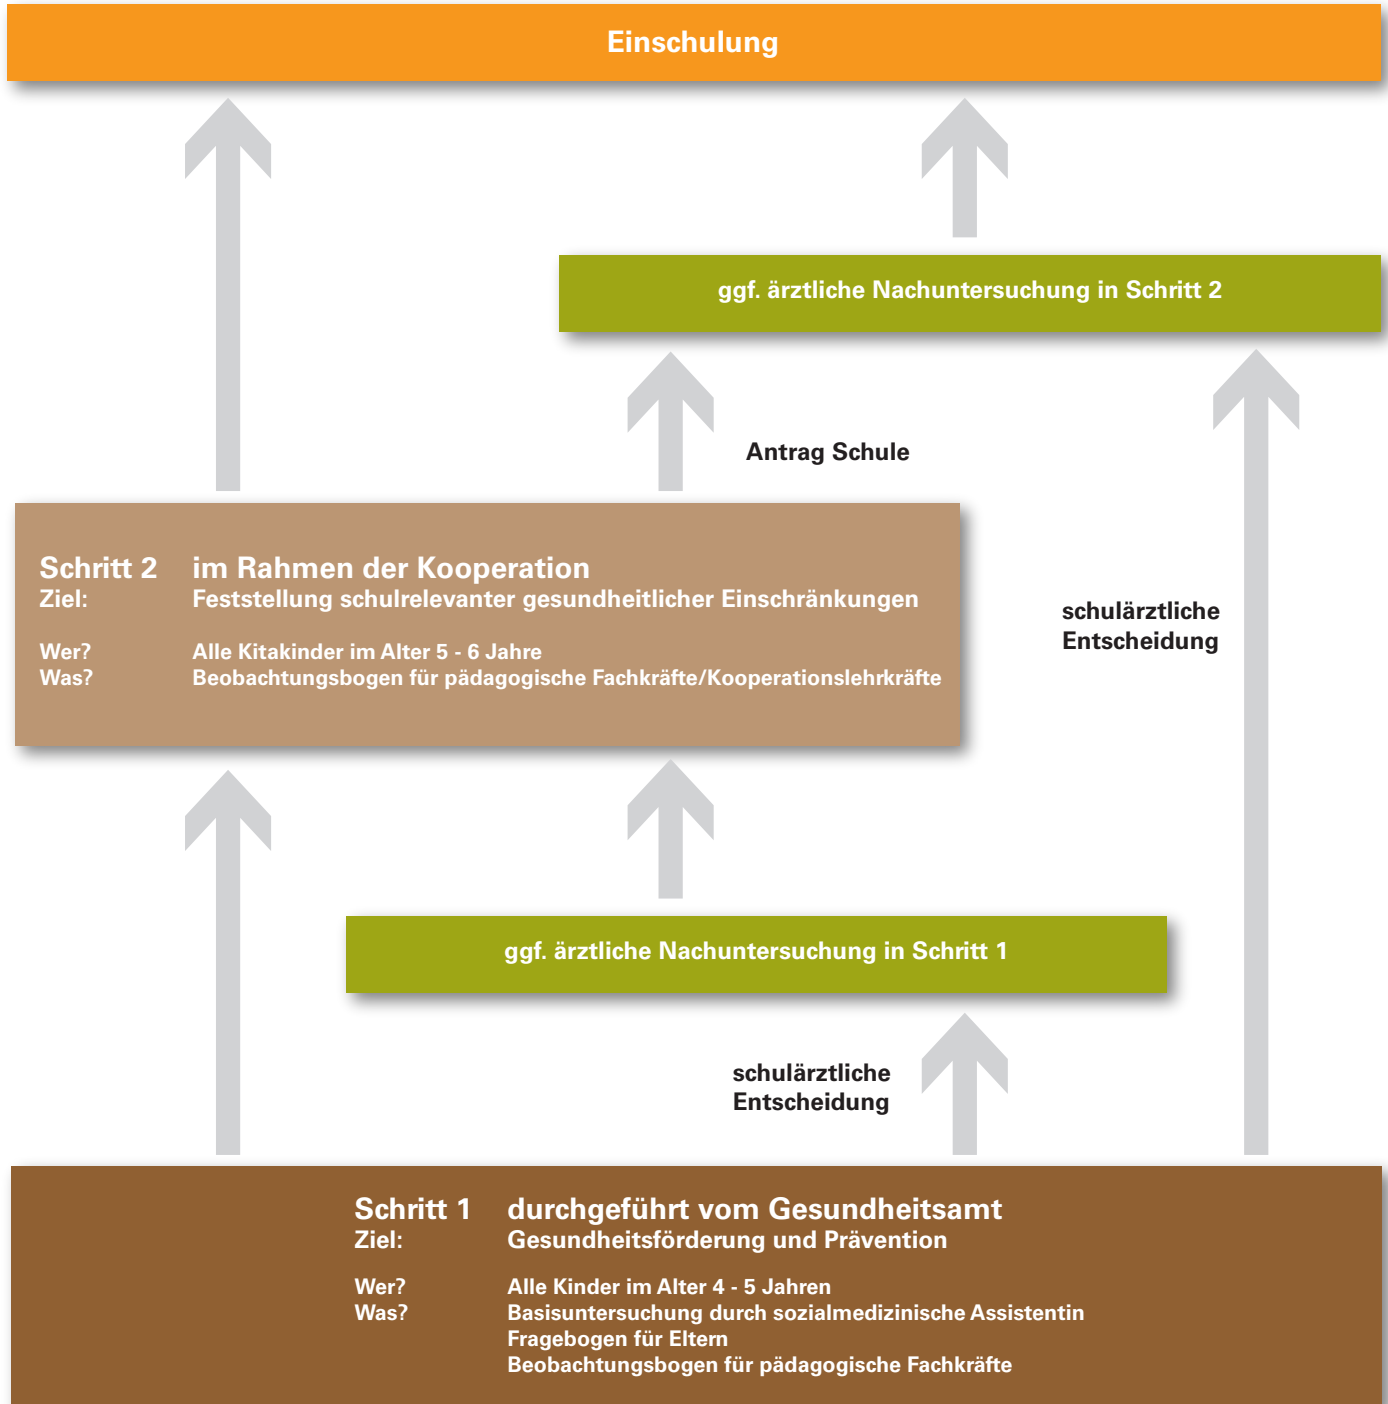 Einschulung
ggf. ärztliche Nachuntersuchung in Schritt 2
Antrag Schule
Schritt 2 im Rahmen der Kooperation
Ziel: Feststellung schulrelevanter gesundheitlicher Einschränkungen
Wer? Alle Kitakinder im Alter 5 - 6 Jahre
Was? Beobachtungsbogen für pädagogische Fachkräfte/Kooperationslehrkräfte
schulärztliche
Entscheidung
ggf. ärztliche Nachuntersuchung in Schritt 1
schulärztliche
Entscheidung
Schritt 1 durchgeführt vom Gesundheitsamt
Ziel: Gesundheitsförderung und Prävention
Wer? Alle Kinder im Alter 4 - 5 Jahren
Was? Basisuntersuchung durch sozialmedizinische Assistentin
Fragebogen für Eltern
Beobachtungsbogen für pädagogische Fachkräfte